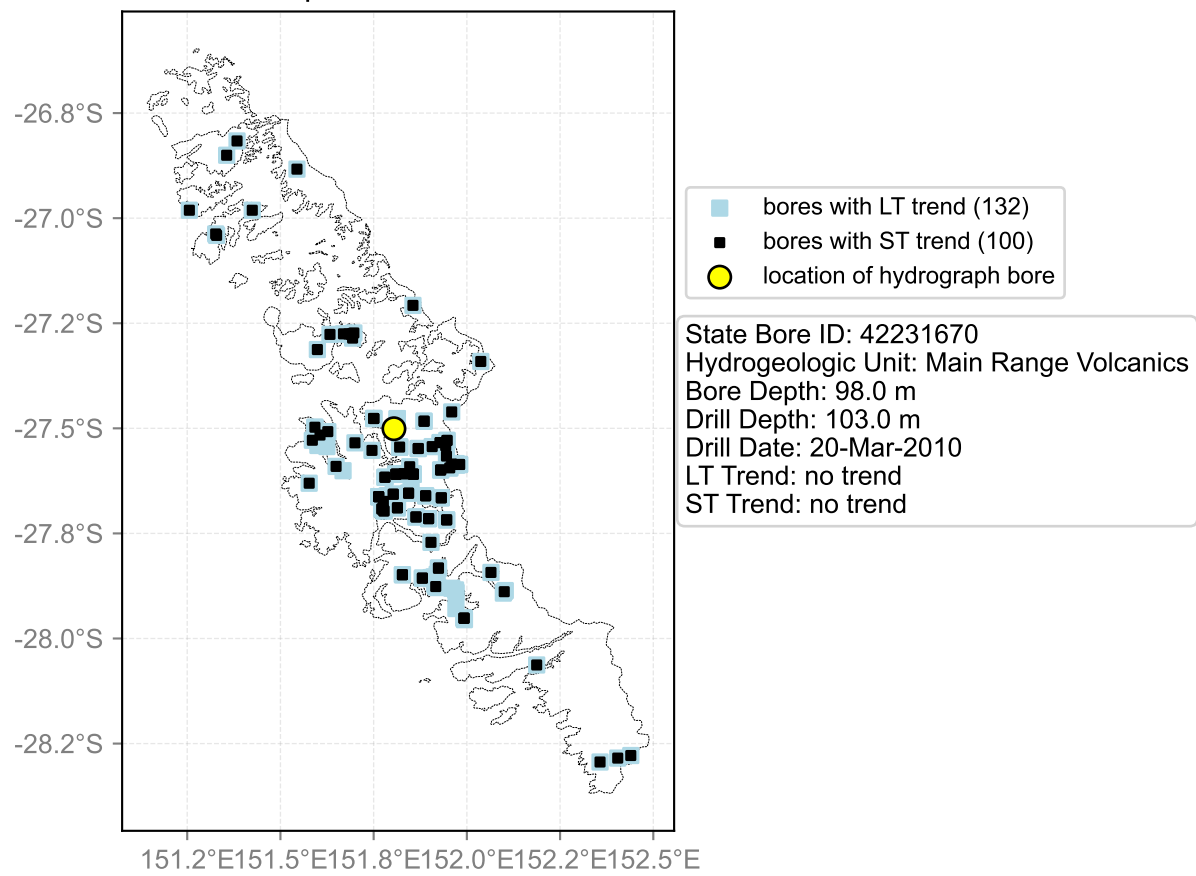 -26.8°S
-27.0°S
-27.2°S
-27.5°S
-27.8°S
-28.0°S
-28.2°S
151.2°E151.5°E151.8°E152.0°E152.2°E152.5°E
bores with LT trend (132)
bores with ST trend (100)
location of hydrograph bore
State Bore ID: 42231670
Hydrogeologic Unit: Main Range Volcanics
Bore Depth: 98.0 m
Drill Depth: 103.0 m
Drill Date: 20-Mar-2010
LT Trend: no trend
ST Trend: no trend